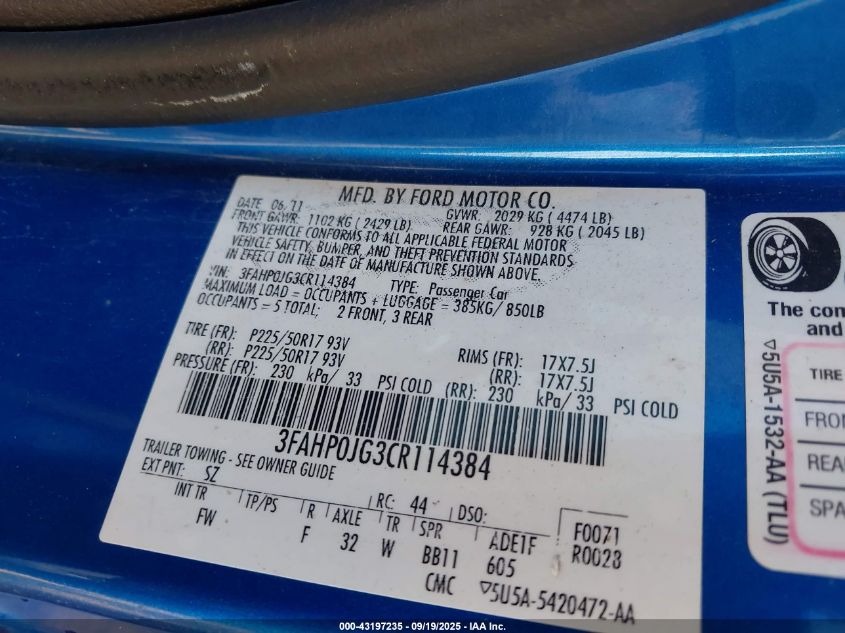 MFD. BY FORD MOTOR CO.
DATE 06/11 GVWR: 2029 KG ( 4474 LB)
FRONT GAWR: 1102 KG ( 2429 LB) REAR GAWR: 928 KG ( 2045 LB)
THIS VEHICLE CONFORMS TO ALL APPLICABLE FEDERAL MOTOR
VEHICLE SAFETY, BUMPER, AND THEFT PREVENTION STANDARDS
IN EFFECT ON THE DATE OF MANUFACTURE SHOWN ABOVE.
VIN: 3FAHP0JG3CR114384 TYPE: Passenger Car
MAXIMUM LOAD = OCCUPANTS + LUGGAGE = 385KG/ 850LB
OCCUPANTS = 5 TOTAL; 2 FRONT, 3 REAR
TIRE (FR): P225/50R17 93V RIMS (FR): 17X7.5J
(RR): P225/50R17 93V (RR): 17X7.5J
PRESSURE (FR): 230 kPa/ 33 PSI COLD (RR): 230 kPa/33 PSI COLD
3FAHP0JG3CR114384
TRAILER TOWING - SEE OWNER GUIDE
EXT PNT: SZ RC: 44 DSO: F0071
INT TR TP/PS R AXLE TR SPR ADE1F R0023
FW F 32 W BB11 605
CMC ▽5U5A-5420472-AA
The con
and
TIRE
FRON
REA
SPA
▽5U5A-1532-AA (TLU)
000-43197235 - 09/19/2025 - IAA Inc.